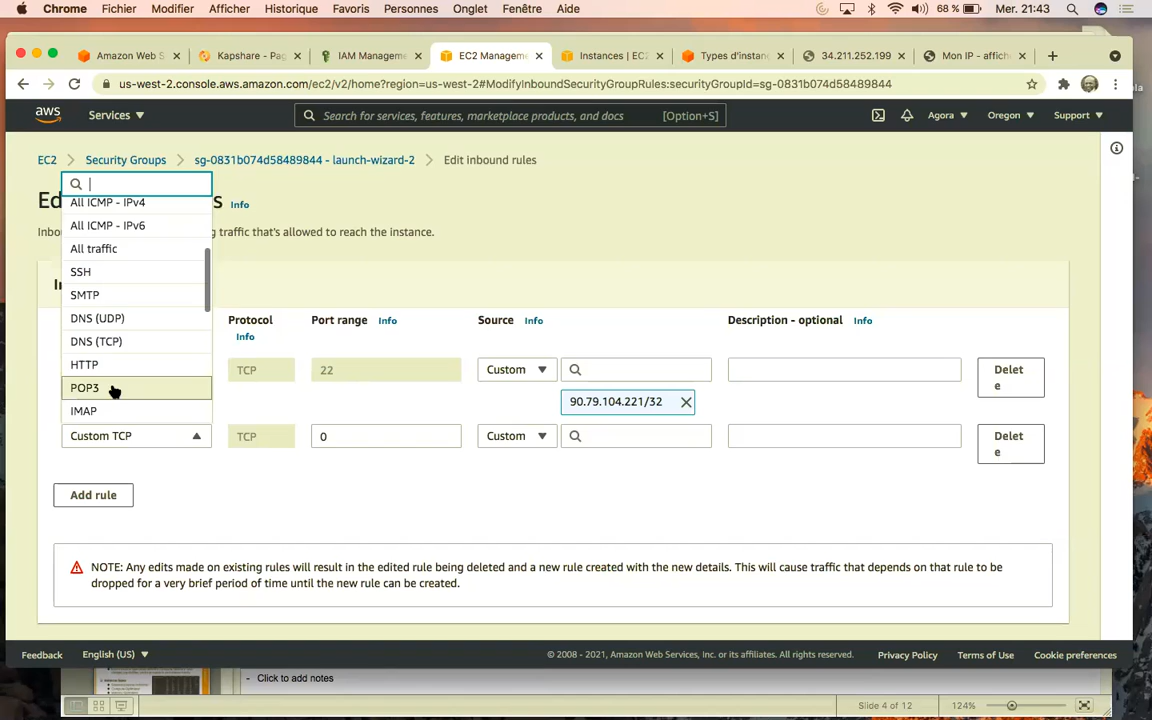 Chrome Fichier Modifier Afficher Historique Favoris Personnes Onglet Fenêtre Aide 68 % Mer. 21:43
Amazon Web S Kapshare - Pag IAM Manageme EC2 Manageme Instances | EC2 Types d'instan 34.211.252.199 Mon IP - affich
us-west-2.console.aws.amazon.com/ec2/v2/home?region=us-west-2#ModifyInboundSecurityGroupRules:securityGroupId=sg-0831b074d58489844
aws Services Search for services, features, marketplace products, and docs [Option+S] Agora Oregon Support
EC2 Security Groups sg-0831b074d58489844 - launch-wizard-2 Edit inbound rules
Ed s Info
Inbo ng traffic that's allowed to reach the instance.
All ICMP - IPv4
All ICMP - IPv6
All traffic
SSH
SMTP
DNS (UDP)
DNS (TCP)
HTTP
POP3
IMAP
In
Protocol Info
Port range Info
Source Info
Description - optional Info
TCP 22 Custom Delet
e
90.79.104.221/32
Custom TCP TCP 0 Custom Delet
e
Add rule
NOTE: Any edits made on existing rules will result in the edited rule being deleted and a new rule created with the new details. This will cause traffic that depends on that rule to
be dropped for a very brief period of time until the new rule can be created.
Feedback English (US) © 2008 - 2021, Amazon Web Services, Inc. or its affiliates. All rights reserved. Privacy Policy Terms of Use Cookie preferences
- Click to add notes
Slide 4 of 12 124%